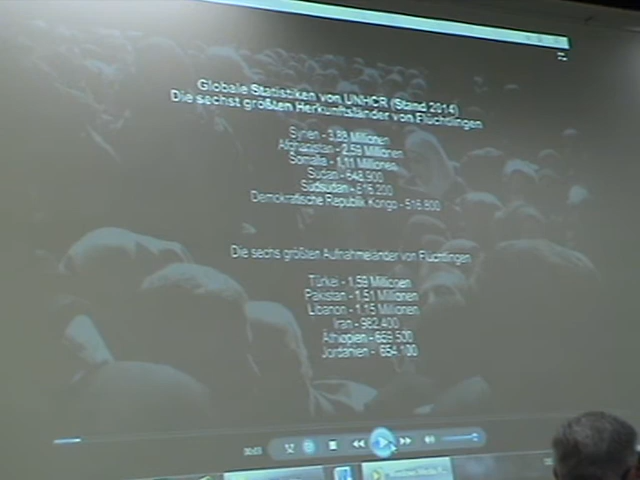 Globale Statistiken von UNHCR (Stand 2014)
Die sechst größten Herkunftsländer von Flüchtlingen
Syrien - 3.88 Millionen
Afghanistan - 2.59 Millionen
Somalia - 1.11 Millionen
Sudan - 648.900
Südsudan - 616.200
Demokratische Republik Kongo - 516.800
Die sechs größten Aufnahmeländer von Flüchtlingen
Türkei - 1.59 Millionen
Pakistan - 1.51 Millionen
Libanon - 1.15 Millionen
Iran - 982.400
Äthiopien - 659.500
Jordanien - 654.100